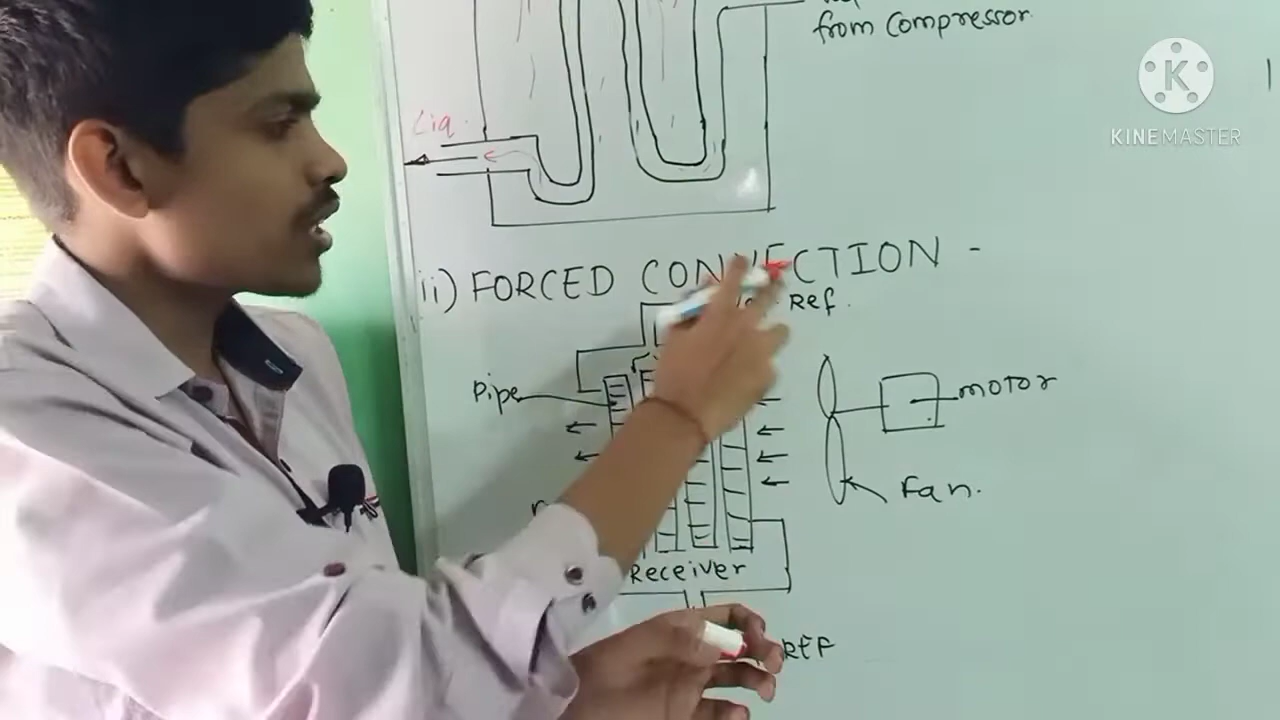 from Compressor
KINEMASTER
Liq.
ii) FORCED CONVECTION -
Ref.
Pipe
motor
Fan.
Receiver
Ref